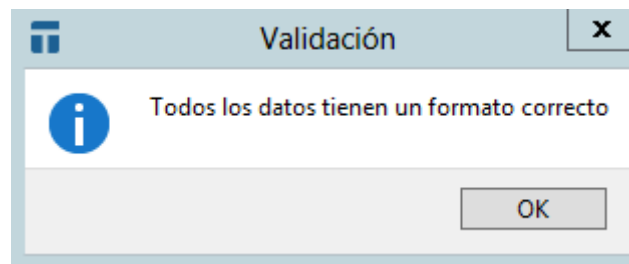 Validación
Todos los datos tienen un formato correcto
OK